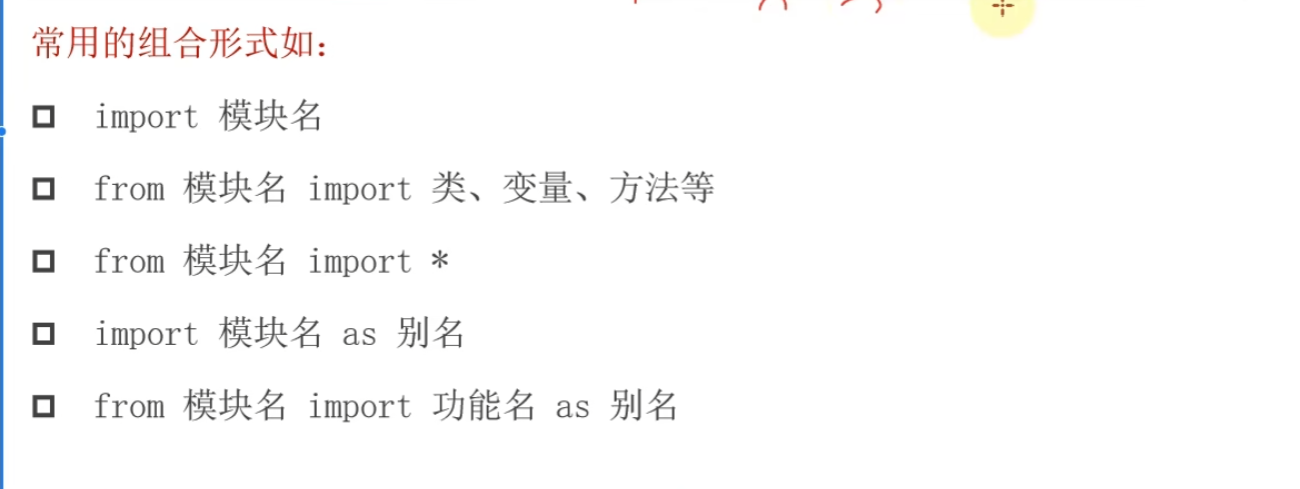 常用的组合形式如：
import 模块名
from 模块名 import 类、变量、方法等
from 模块名 import *
import 模块名 as 别名
from 模块名 import 功能名 as 别名